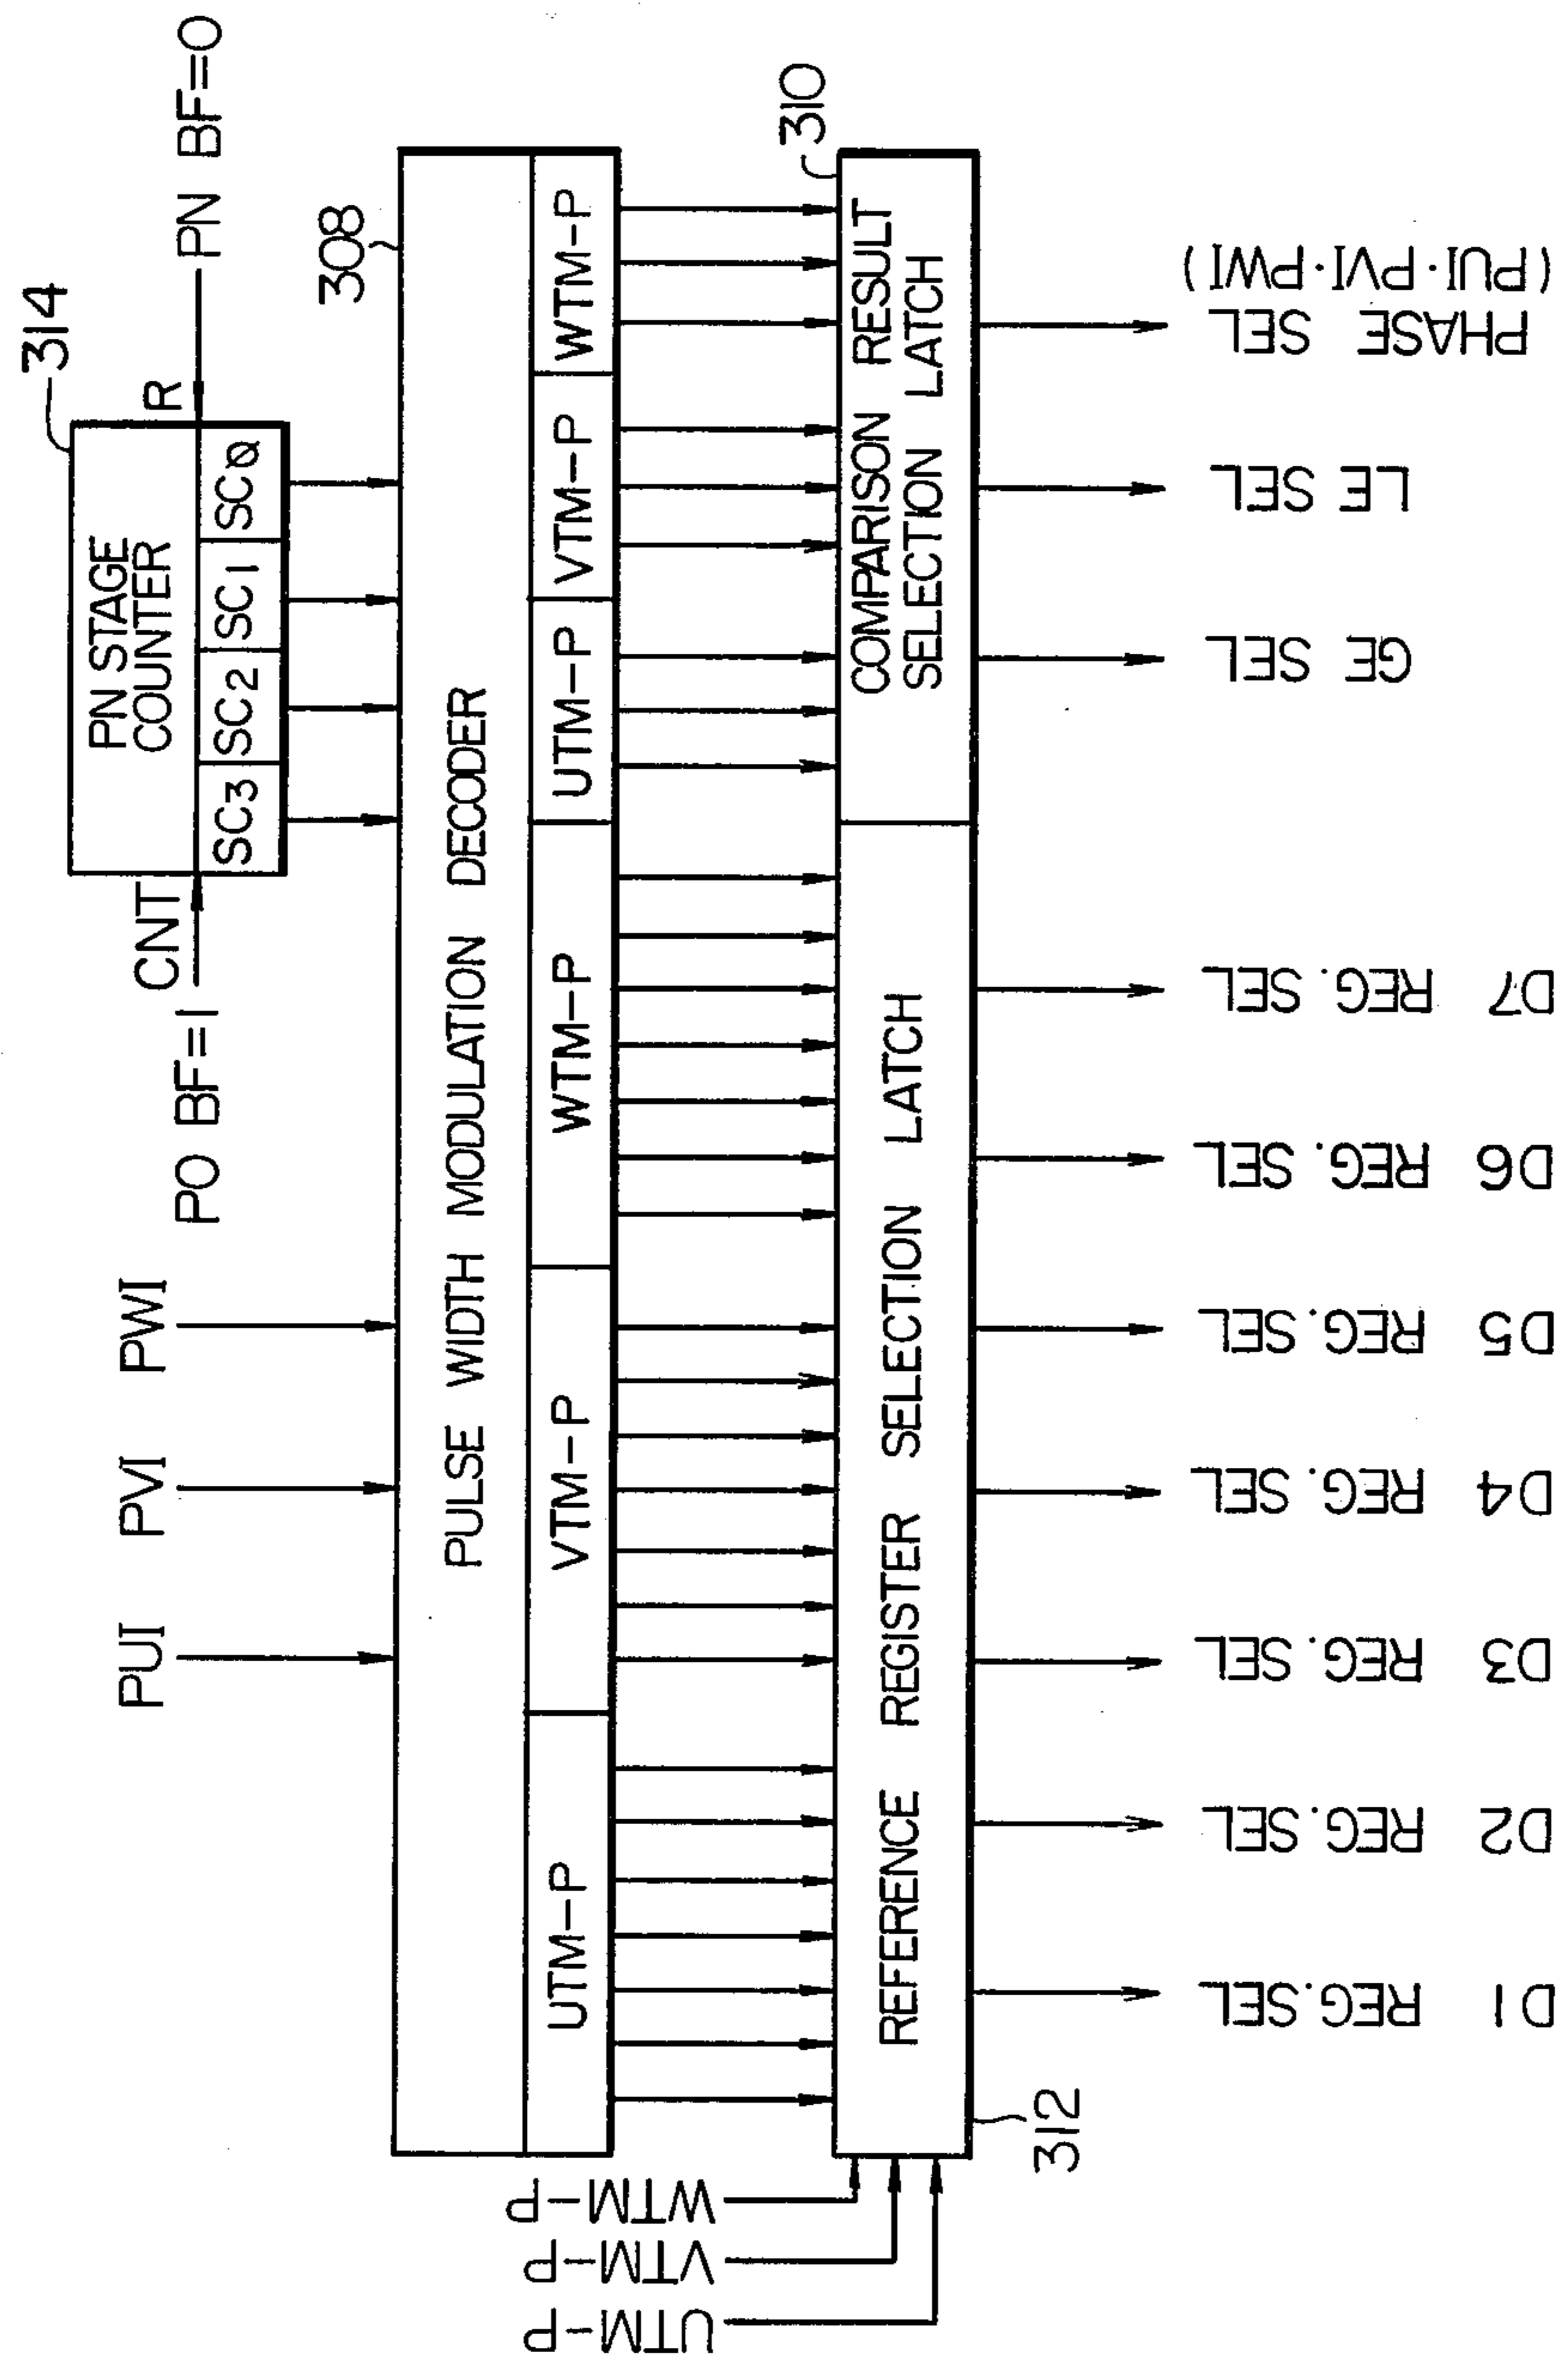 314
PN STAGE
COUNTER
CNT
R
PO BF=1
PN BF=0
SC3
SC2
SC1
SC0
PUI
PVI
PWI
308
PULSE WIDTH MODULATION DECODER
UTM-P
VTM-P
WTM-P
UTM-P
VTM-P
WTM-P
310
WTM-P
VTM-P
UTM-P
REFERENCE REGISTER SELECTION LATCH
COMPARISON RESULT
SELECTION LATCH
312
D1 REG.SEL
D2 REG.SEL
D3 REG.SEL
D4 REG.SEL
D5 REG.SEL
D6 REG.SEL
D7 REG.SEL
GE SEL
LE SEL
PHASE SEL
(PUI·PVI·PWI)